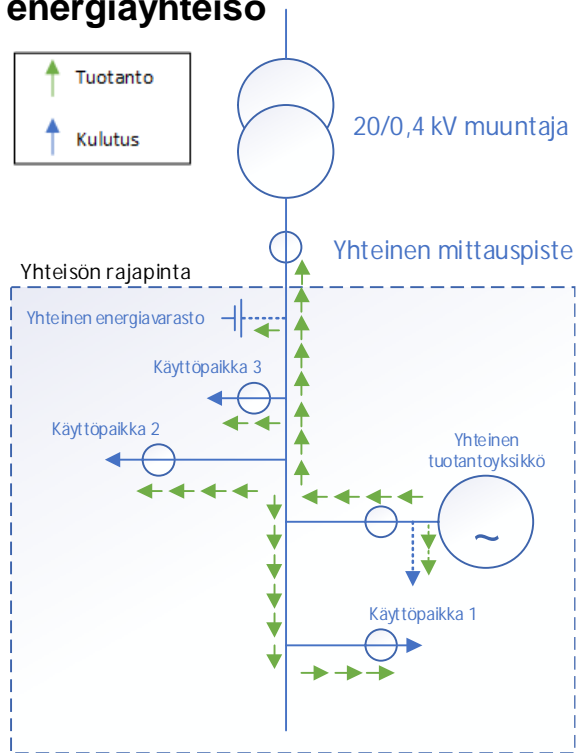 energiayhteisö
Tuotanto
Kulutus
20/0,4 kV muuntaja
Yhteinen mittauspiste
Yhteisön rajapinta
Yhteinen energiavarasto
Käyttöpaikka 3
Käyttöpaikka 2
Yhteinen
tuotantoyksikkö
~
Käyttöpaikka 1